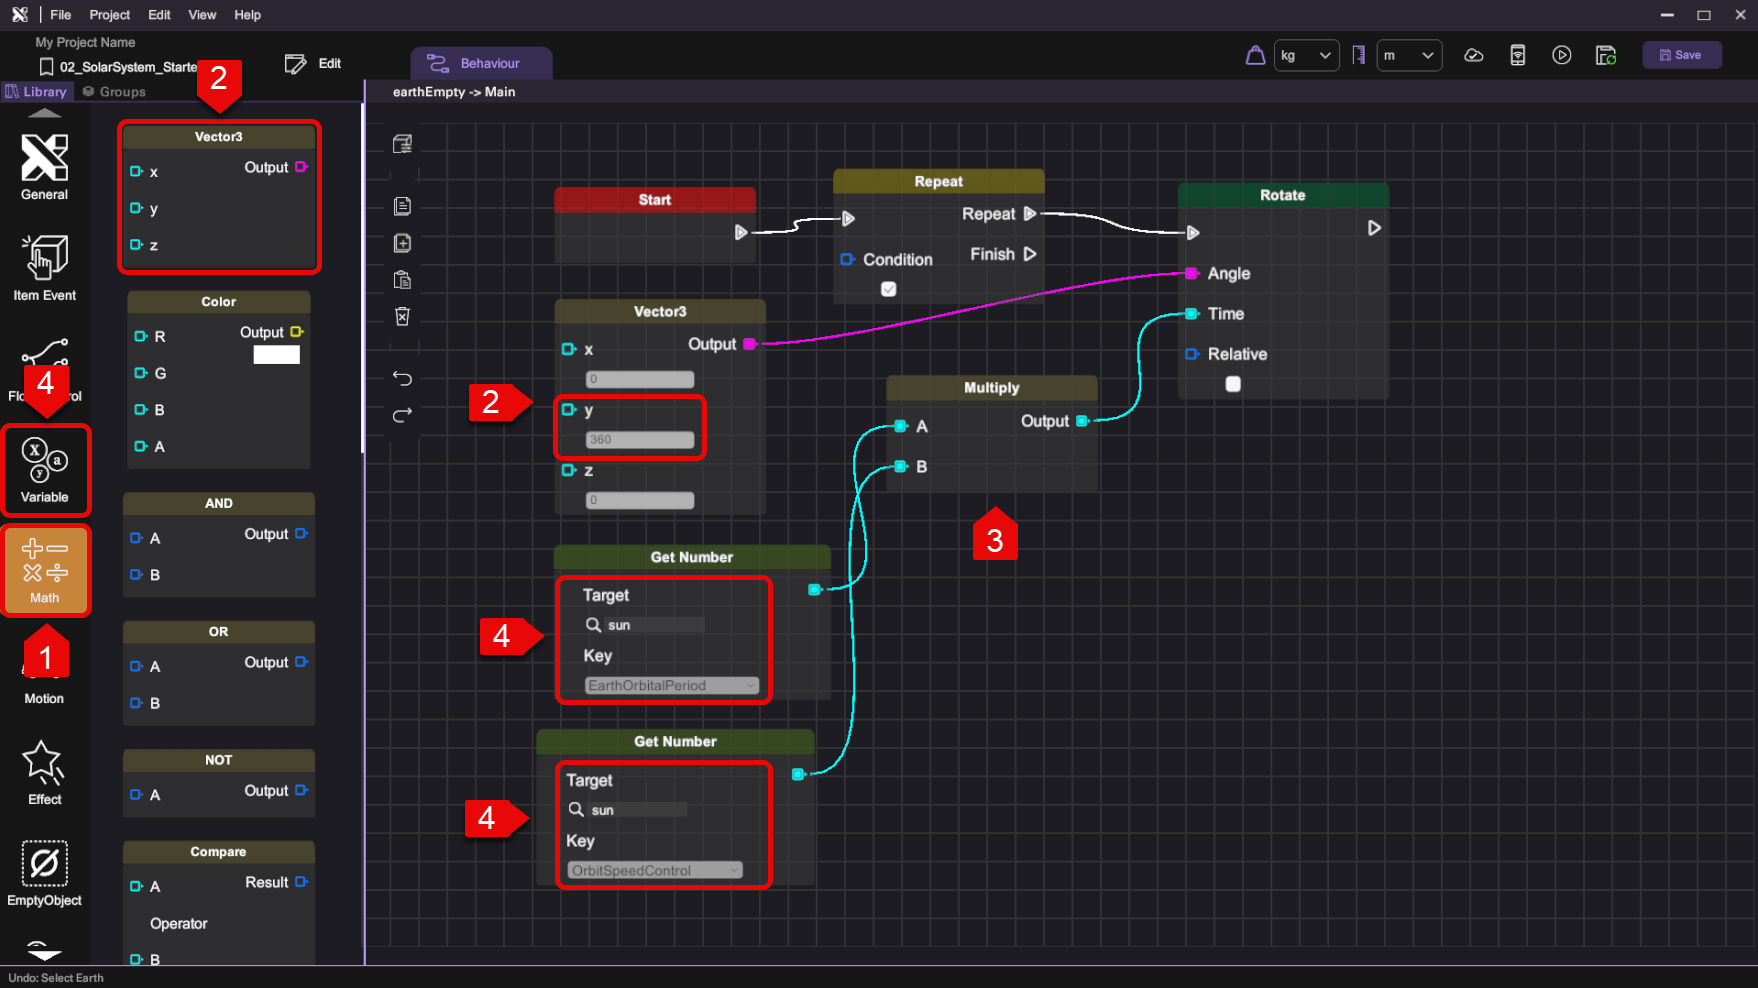 File Project Edit View Help
My Project Name
02_SolarSystem_Starte
Edit
Behaviour
kg
m
Save
Library
Groups
earthEmpty -> Main
General
Item Event
4
Variable
Math
1
Motion
Effect
EmptyObject
2
Vector3
x Output
y
z
Color
R Output
G
B
A
AND
A Output
B
OR
A Output
B
NOT
A Output
Compare
A Result
Operator
B
Start
Repeat
Repeat
Condition Finish
Rotate
Angle
Time
Relative
Vector3
x Output
0
2
y
360
z
0
Multiply
A Output
B
3
Get Number
Target
sun
Key
EarthOrbitalPeriod
4
Get Number
Target
sun
Key
OrbitSpeedControl
4
Undo: Select Earth